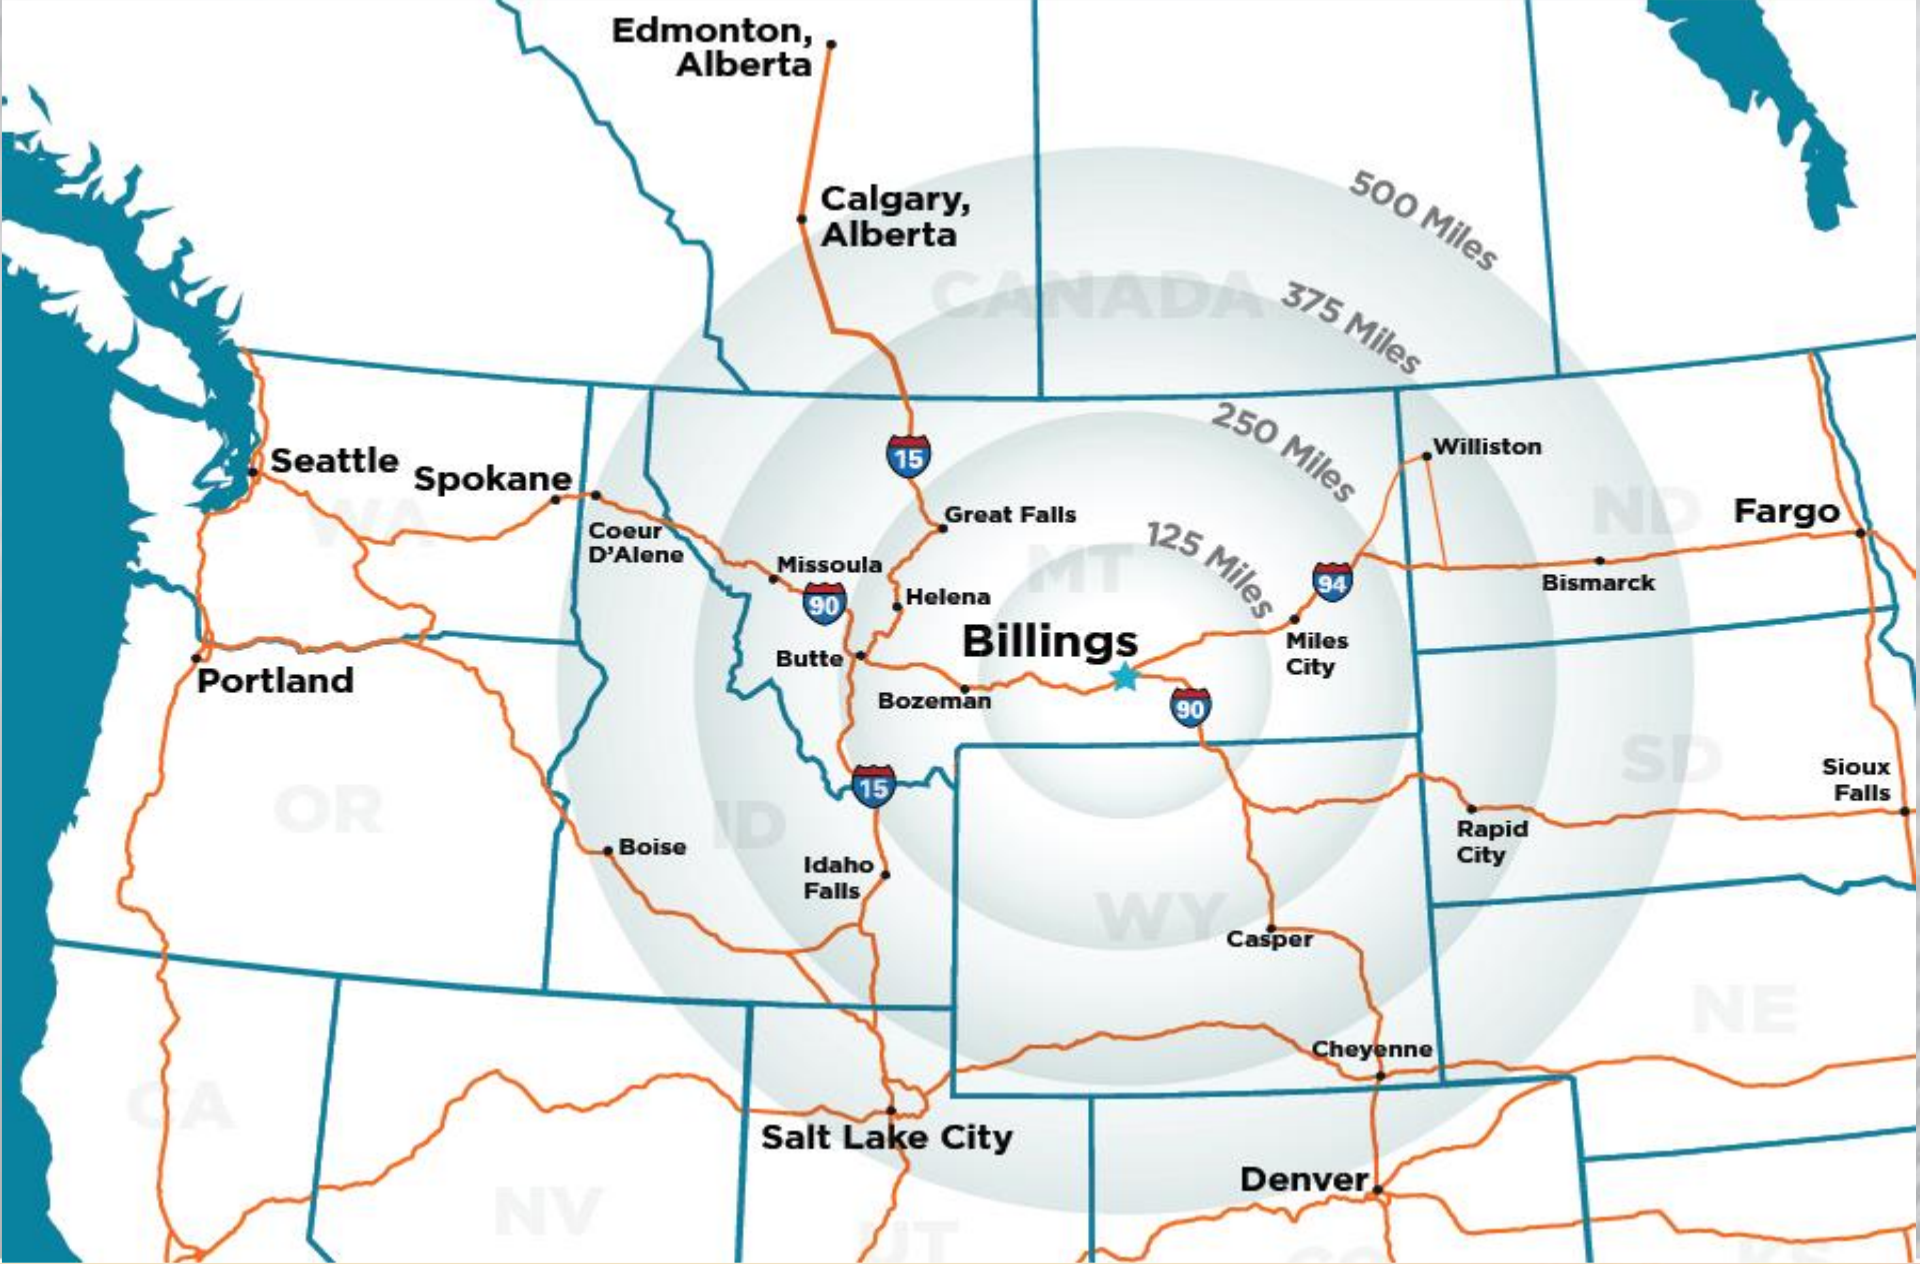 Edmonton,
Alberta
Calgary,
Alberta
500 Miles
CANADA
375 Miles
250 Miles
125 Miles
15
Williston
Seattle
Spokane
WA
Great Falls
ND
Fargo
Coeur
D'Alene
MT
Missoula
90
Helena
94
Bismarck
Billings
Miles
City
Butte
Portland
Bozeman
90
SD
Sioux
Falls
15
OR
ID
Boise
Rapid
City
Idaho
Falls
WY
Casper
NE
Cheyenne
CA
Salt Lake City
Denver
NV
UT
CO
KS